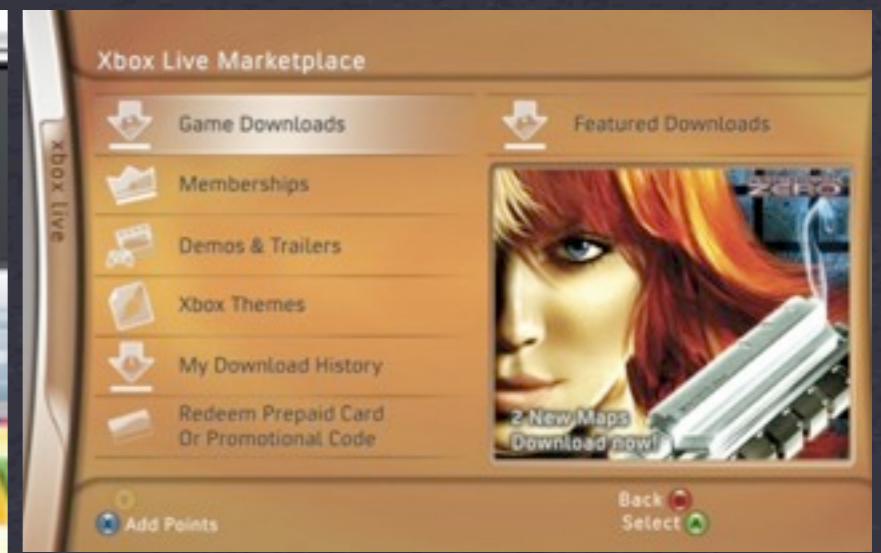 Xbox Live Marketplace
xbox live
Game Downloads
Memberships
Demos & Trailers
Xbox Themes
My Download History
Redeem Prepaid Card
Or Promotional Code
Featured Downloads
ZERO
2 New Maps
Download now!
Y
X Add Points
Back B
Select A